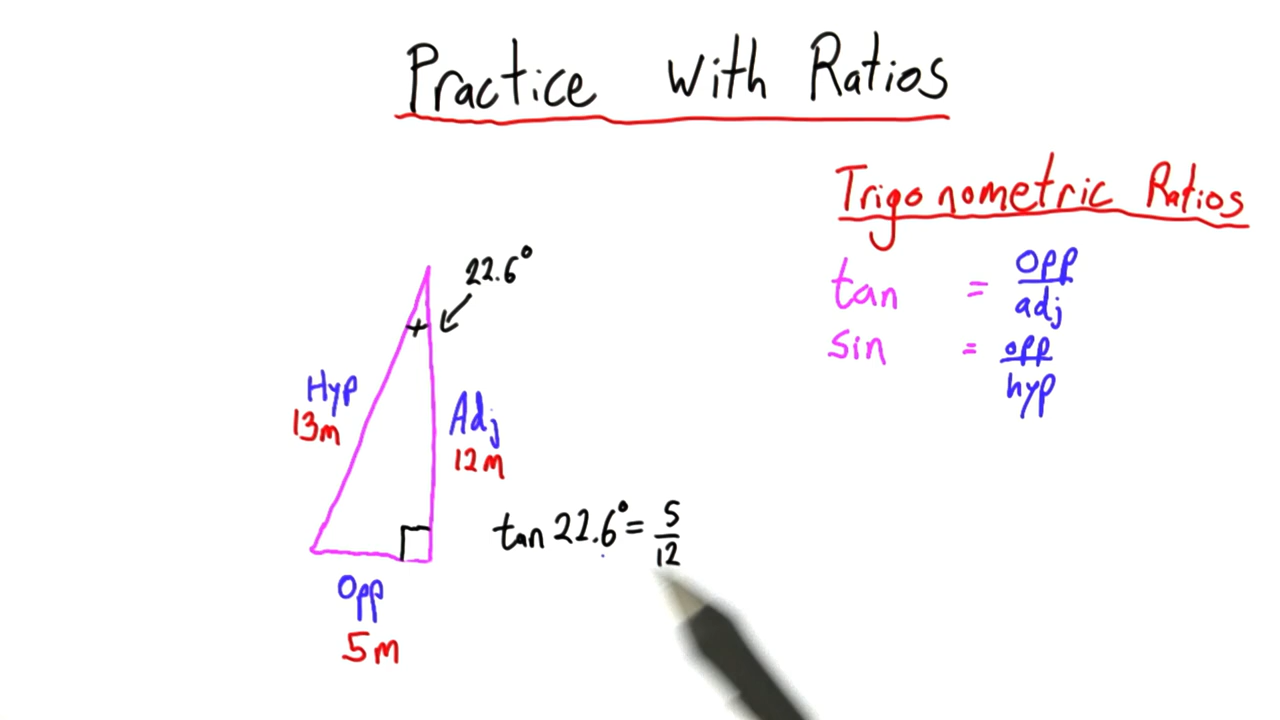 Practice With Ratios
Trigonometric Ratios
tan = opp/adj
sin = opp/hyp
22.6°
Hyp
13m
Adj
12m
tan 22.6° = 5/12
Opp
5m